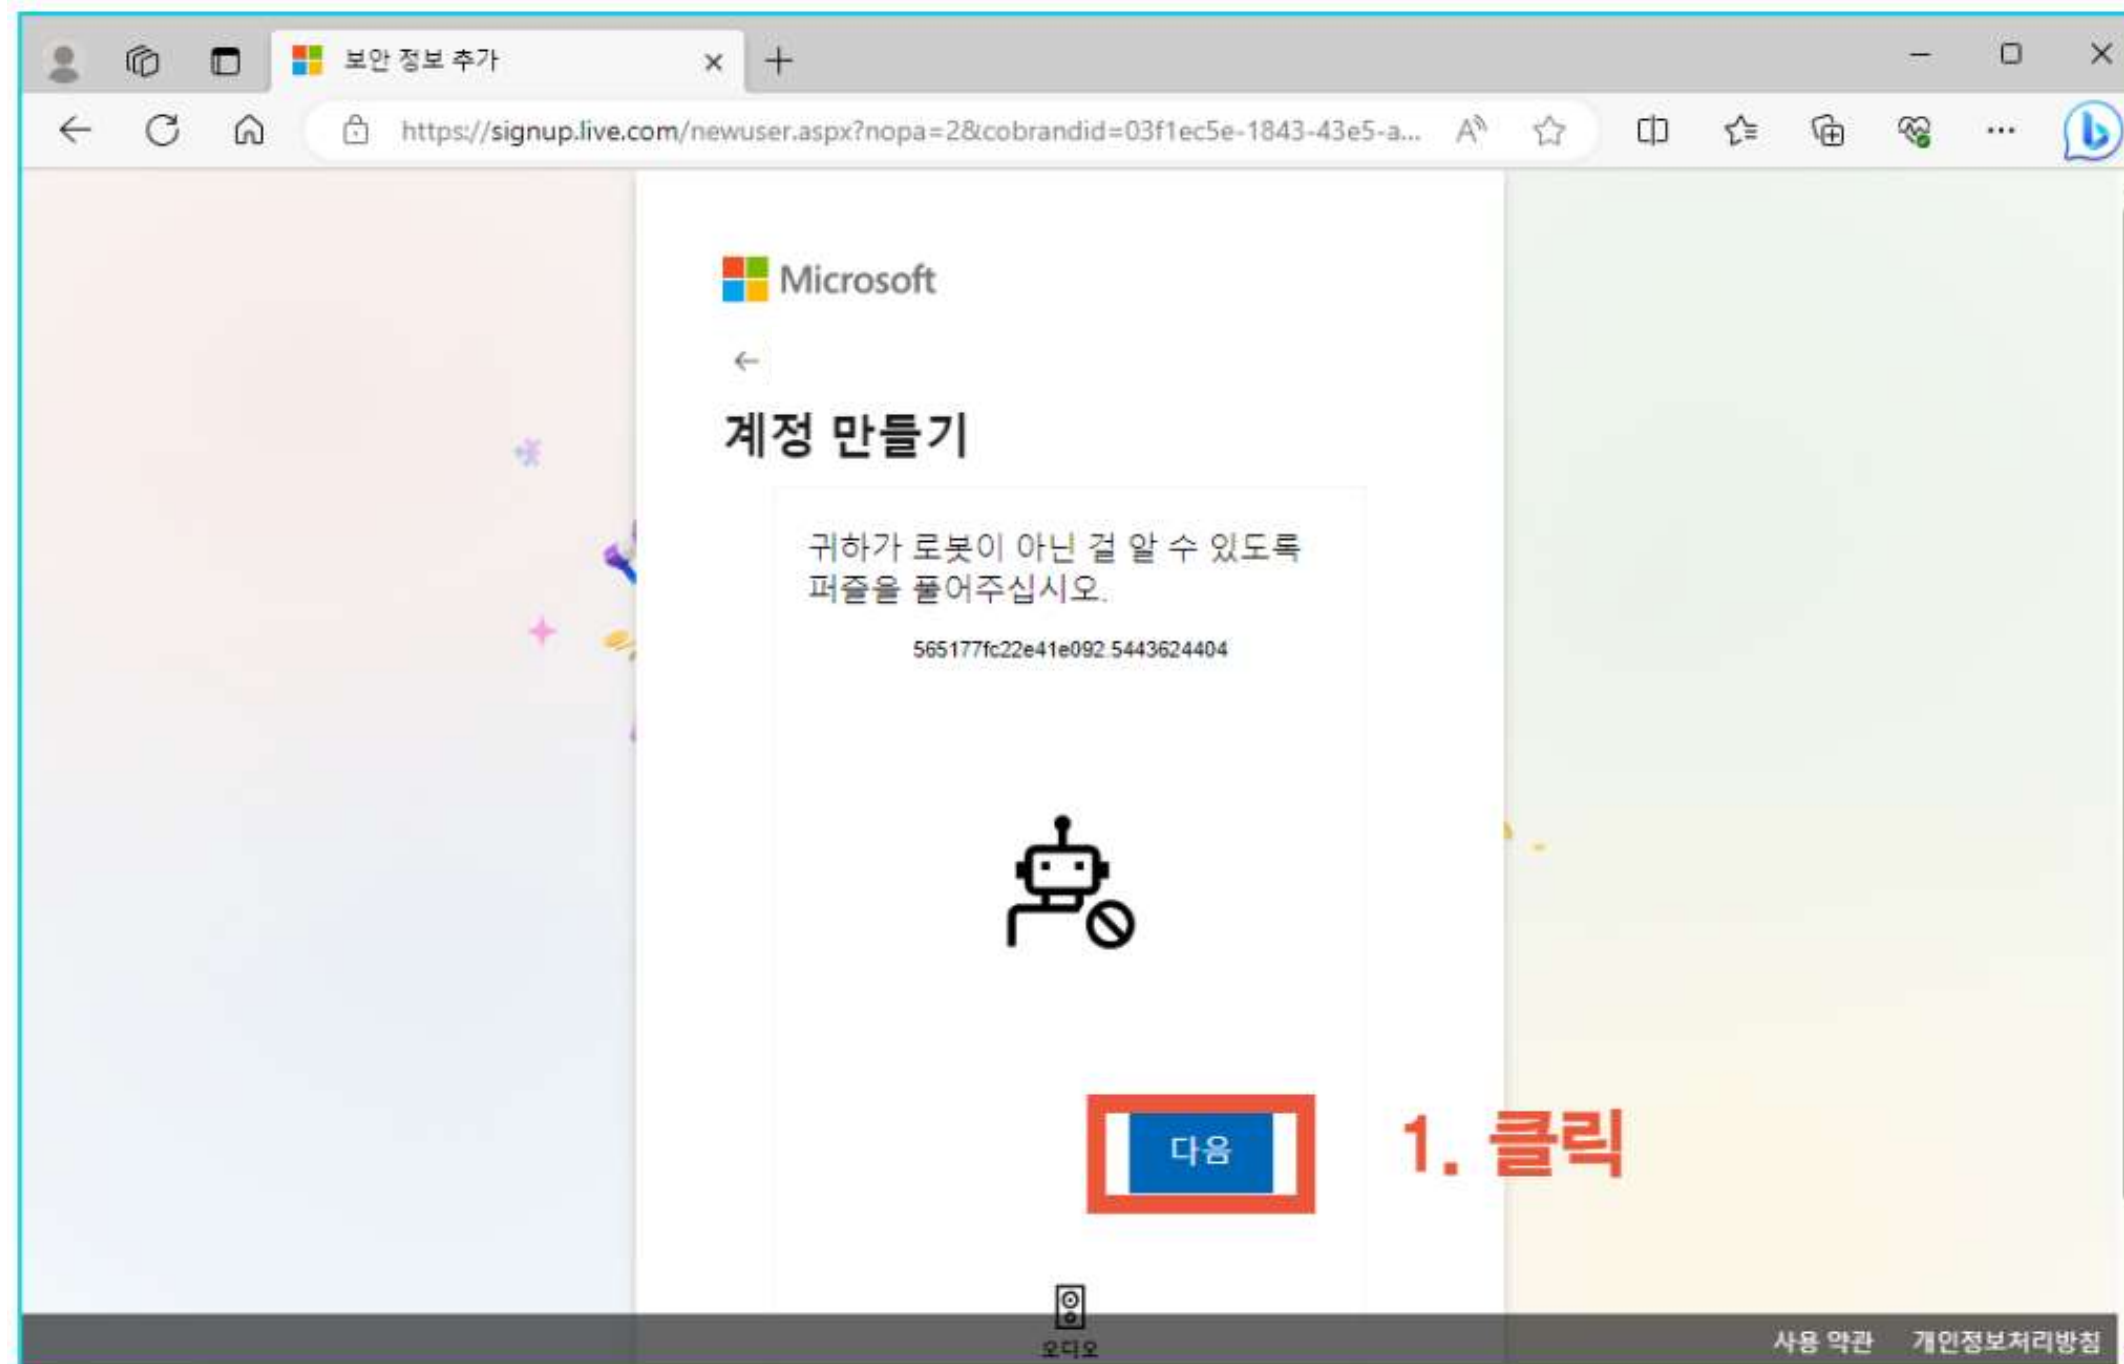 보안 정보 추가
https://signup.live.com/newuser.aspx?nopa=2&cobrandid=03f1ec5e-1843-43e5-a...
Microsoft
계정 만들기
귀하가 로봇이 아닌 걸 알 수 있도록
퍼즐을 풀어주십시오.
565177fc22e41e092.5443624404
다음
1. 클릭
오디오
사용 약관 개인정보처리방침